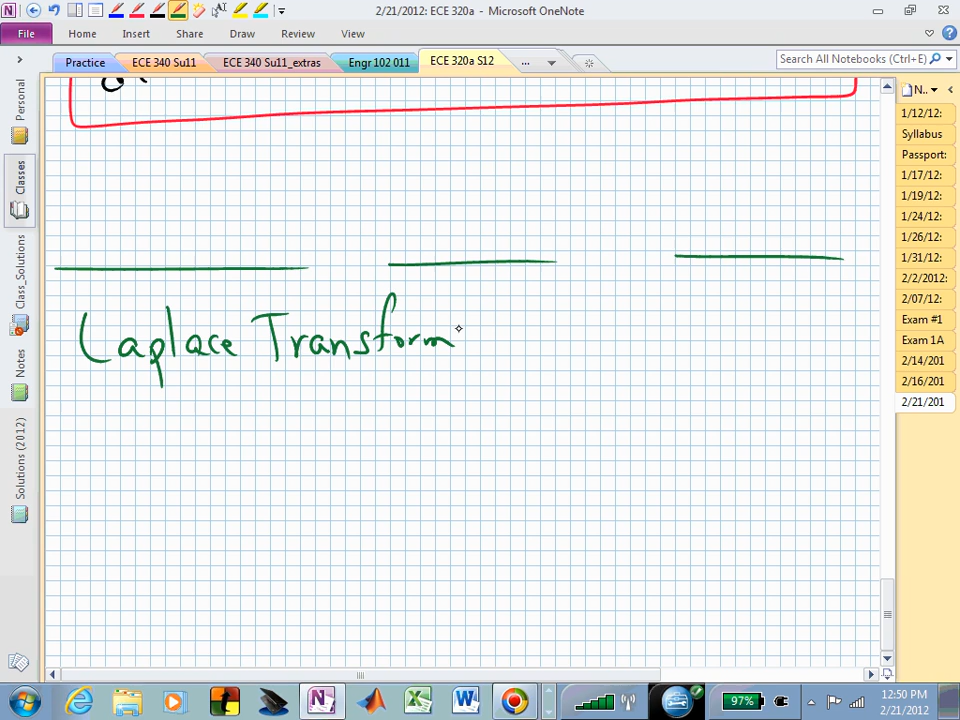 2/21/2012: ECE 320a - Microsoft OneNote
File Home Insert Share Draw Review View
Practice ECE 340 Su11 ECE 340 Su11_extras Engr 102 011 ECE 320a S12 ...
Search All Notebooks (Ctrl+E)
Personal
Classes
Class_Solutions
Notes
Solutions (2012)
N..
1/12/12:
Syllabus
Passport:
1/17/12:
1/19/12:
1/24/12:
1/26/12:
1/31/12:
2/2/2012:
2/07/12:
Exam #1
Exam 1A
2/14/201
2/16/201
2/21/201
Laplace Transform
97%
12:50 PM
2/21/2012